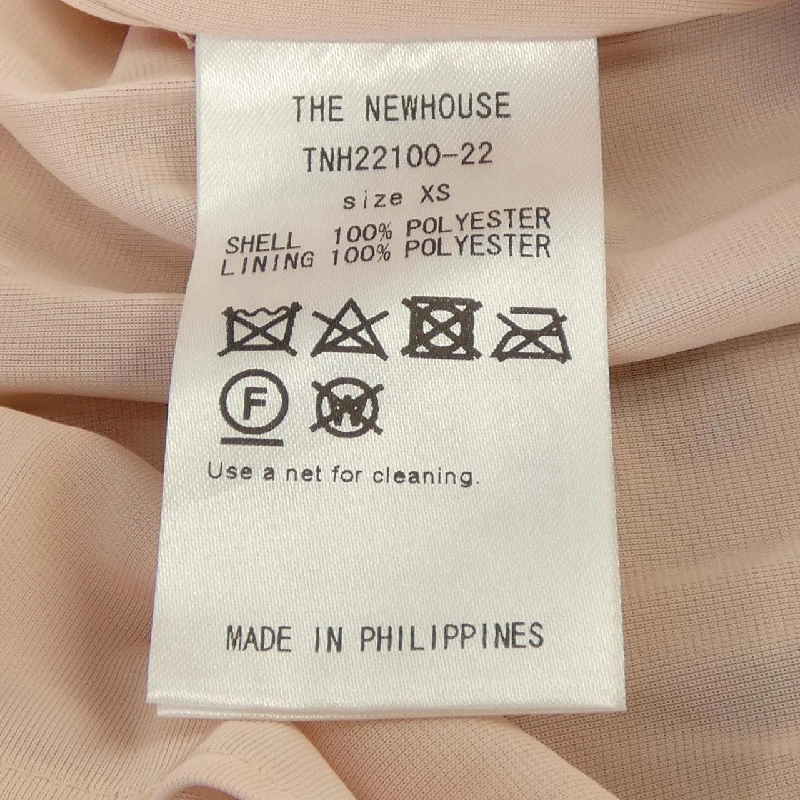 THE NEWHOUSE
TNH22100-22
size XS
SHELL 100% POLYESTER
LINING 100% POLYESTER
F W
Use a net for cleaning.
MADE IN PHILIPPINES